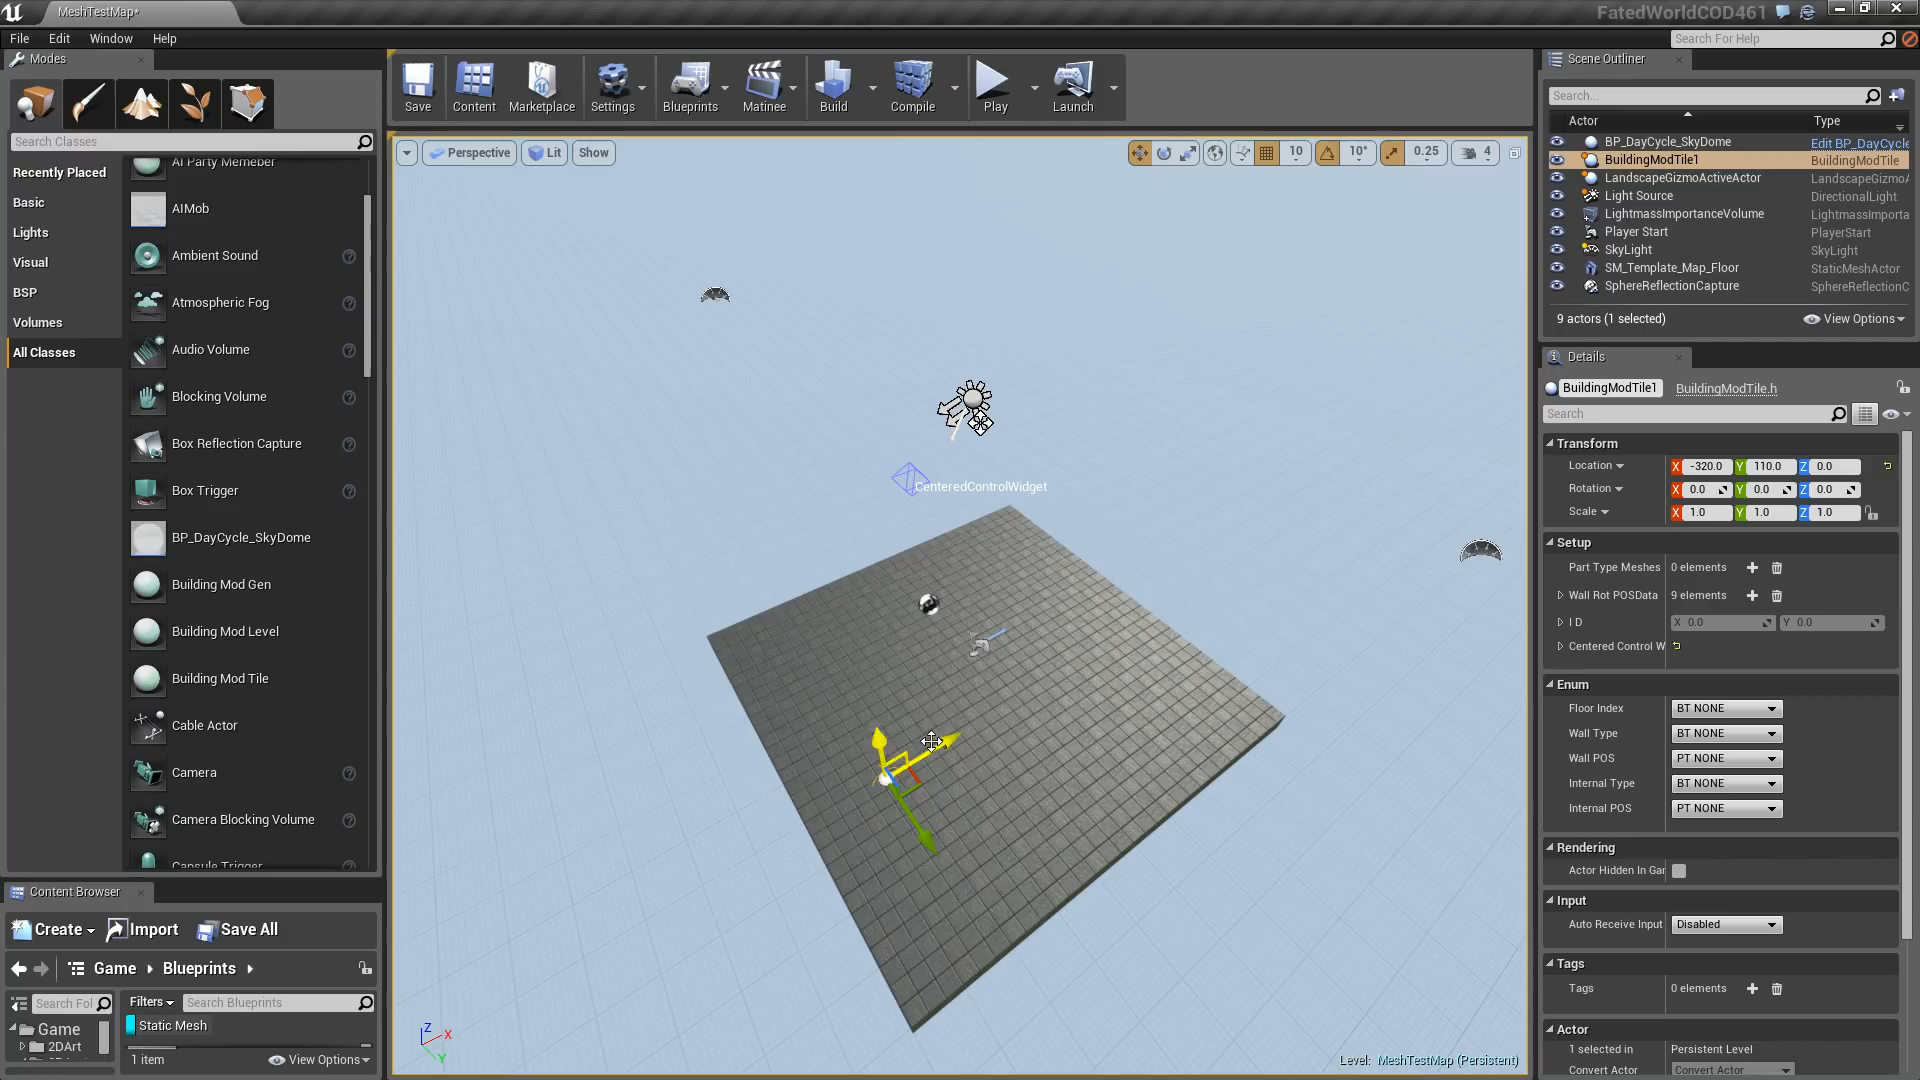 MeshTestMap*
FatedWorldCOD461
File Edit Window Help
Search For Help
Modes
Search Classes
Recently Placed
Basic
Lights
Visual
BSP
Volumes
All Classes
AI Party Memeber
AIMob
Ambient Sound
Atmospheric Fog
Audio Volume
Blocking Volume
Box Reflection Capture
Box Trigger
BP_DayCycle_SkyDome
Building Mod Gen
Building Mod Level
Building Mod Tile
Cable Actor
Camera
Camera Blocking Volume
Capsule Trigger
Content Browser
Create Import Save All
Game Blueprints
Search Fol
Filters Search Blueprints
Game
2DArt
Static Mesh
1 item View Options
Save Content Marketplace Settings Blueprints Matinee Build Compile Play Launch
Perspective Lit Show
10 10° 0.25 4
CenteredControlWidget
Z X Y
Level: MeshTestMap (Persistent)
Scene Outliner
Search...
Actor Type
BP_DayCycle_SkyDome Edit BP_DayCycle
BuildingModTile1 BuildingModTile
LandscapeGizmoActiveActor LandscapeGizmoA
Light Source DirectionalLight
LightmassImportanceVolume LightmassImporta
Player Start PlayerStart
SkyLight SkyLight
SM_Template_Map_Floor StaticMeshActor
SphereReflectionCapture SphereReflectionC
9 actors (1 selected) View Options
Details
BuildingModTile1 BuildingModTile.h
Search
Transform
Location X -320.0 Y 110.0 Z 0.0
Rotation X 0.0 Y 0.0 Z 0.0
Scale X 1.0 Y 1.0 Z 1.0
Setup
Part Type Meshes 0 elements
Wall Rot POSData 9 elements
I D X 0.0 Y 0.0
Centered Control W
Enum
Floor Index BT NONE
Wall Type BT NONE
Wall POS PT NONE
Internal Type BT NONE
Internal POS PT NONE
Rendering
Actor Hidden In Gar
Input
Auto Receive Input Disabled
Tags
Tags 0 elements
Actor
1 selected in Persistent Level
Convert Actor Convert Actor